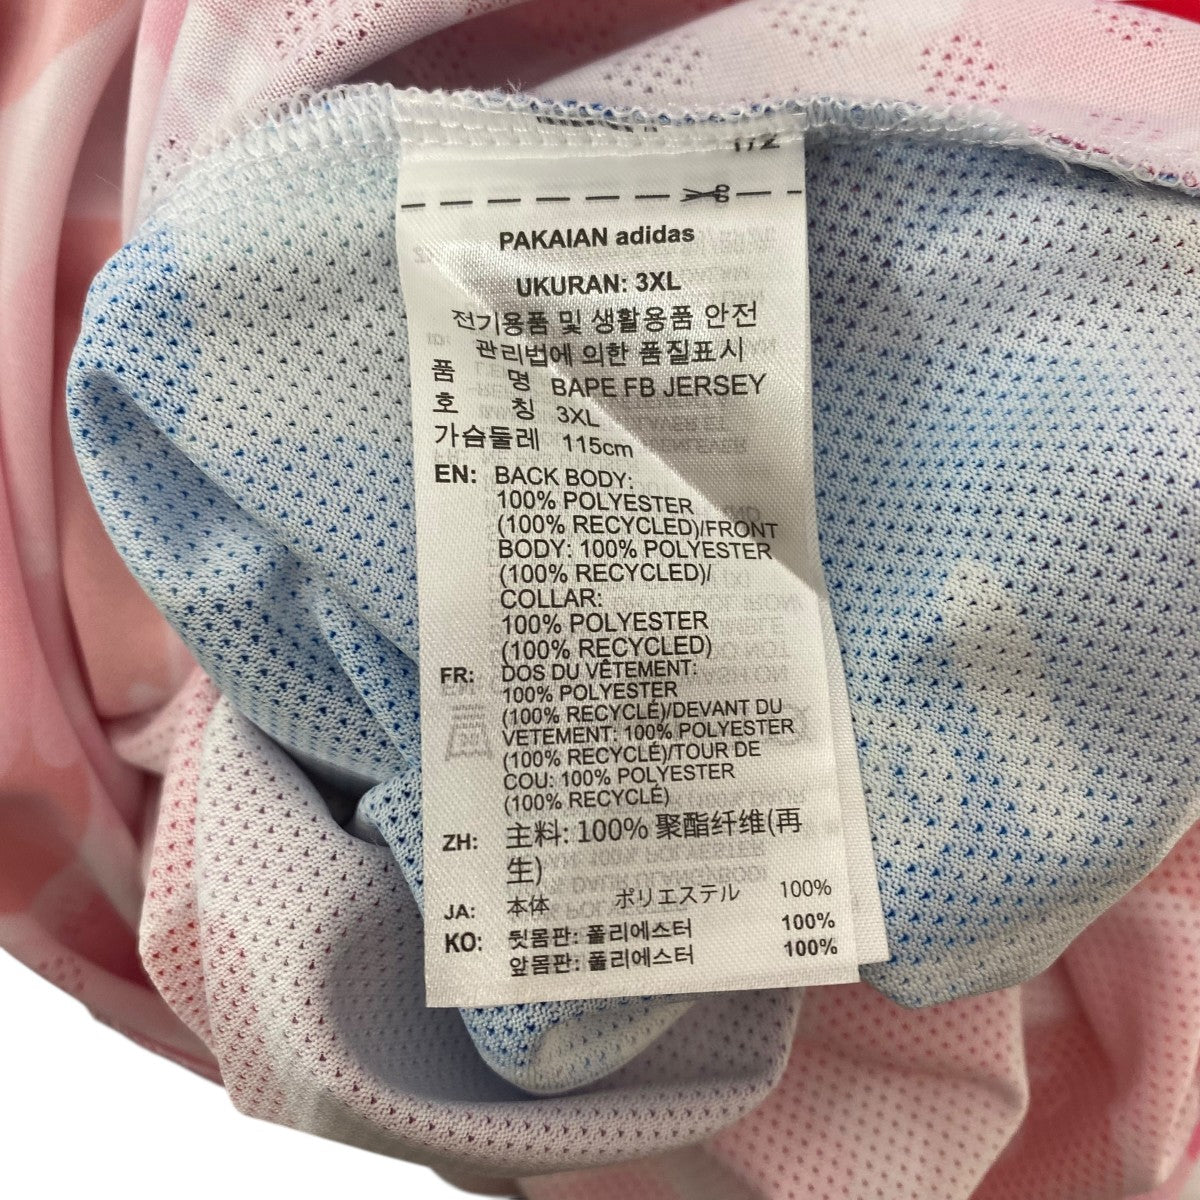 1/2
PAKAIAN adidas
UKURAN: 3XL
전기용품 및 생활용품 안전
관리법에 의한 품질표시
품 명 BAPE FB JERSEY
호 칭 3XL
가슴둘레 115cm
EN: BACK BODY:
100% POLYESTER
(100% RECYCLED)/FRONT
BODY: 100% POLYESTER
(100% RECYCLED)/
COLLAR:
100% POLYESTER
(100% RECYCLED)
FR: DOS DU VÊTEMENT:
100% POLYESTER
(100% RECYCLÉ)/DEVANT DU
VETEMENT: 100% POLYESTER
(100% RECYCLÉ)/TOUR DE
COU: 100% POLYESTER
(100% RECYCLÉ)
ZH: 主料: 100% 聚酯纤维(再
生)
JA: 本体 ポリエステル 100%
KO: 뒷몸판: 폴리에스터 100%
앞몸판: 폴리에스터 100%